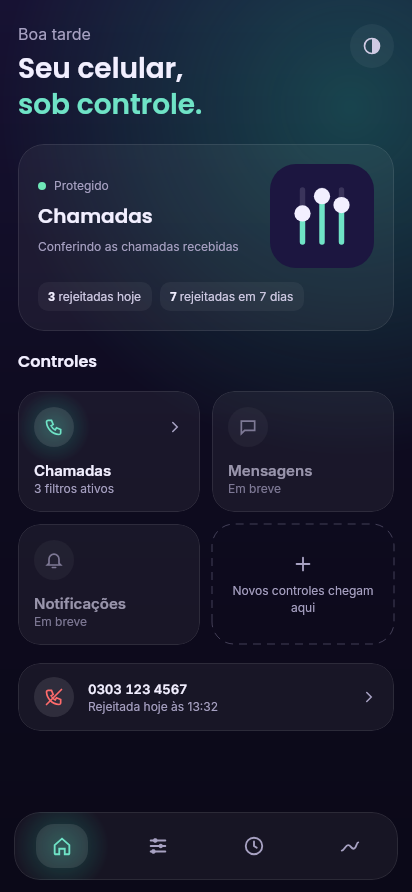 Boa tarde
Seu celular,
sob controle.
Protegido
Chamadas
Conferindo as chamadas recebidas
3 rejeitadas hoje
7 rejeitadas em 7 dias
Controles
Chamadas
3 filtros ativos
Mensagens
Em breve
Notificações
Em breve
Novos controles chegam
aqui
0303 123 4567
Rejeitada hoje às 13:32